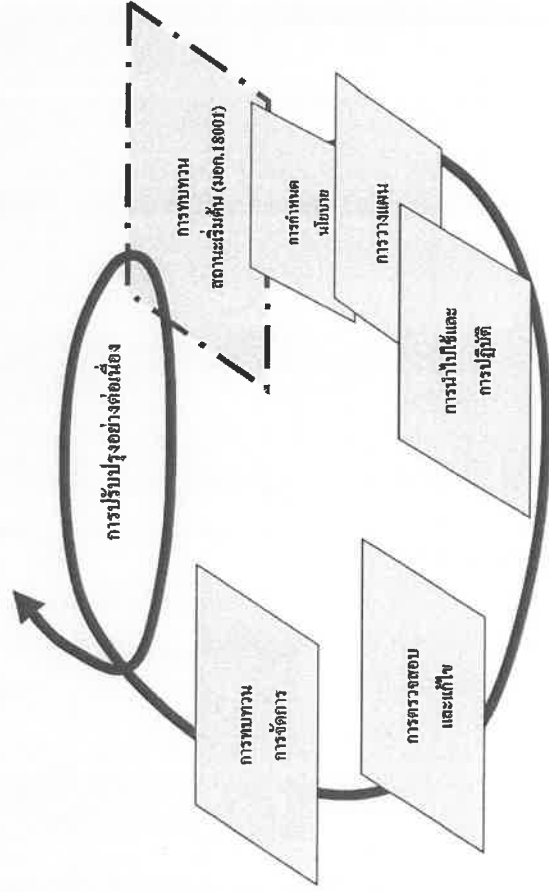 การปรับปรุงอย่างต่อเนื่อง
การทบทวน
สถานะเริ่มต้น (มอก.18001)
การกำหนด
นโยบาย
การวางแผน
การนำไปใช้และ
การปฏิบัติ
การตรวจสอบ
และแก้ไข
การทบทวน
การจัดการ